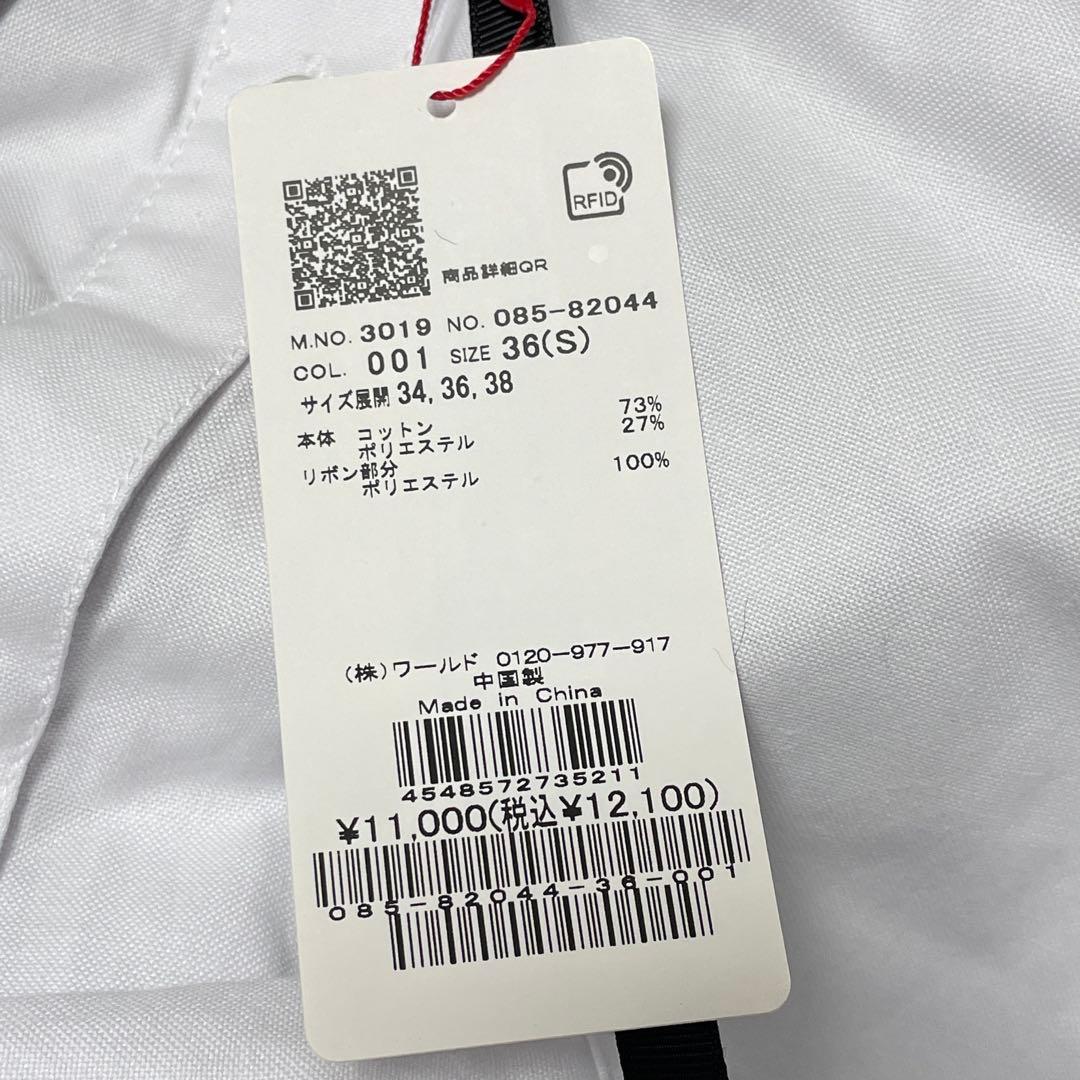 RFID
商品詳細QR
M.NO. 3019 NO. 085-82044
COL. 001 SIZE 36(S)
サイズ展開 34, 36, 38
本体 コットン 73%
ポリエステル 27%
リボン部分
ポリエステル 100%
(株)ワールド 0120-977-917
中国製
Made in China
4548572735211
¥11,000(税込¥12,100)
085-82044-36-001